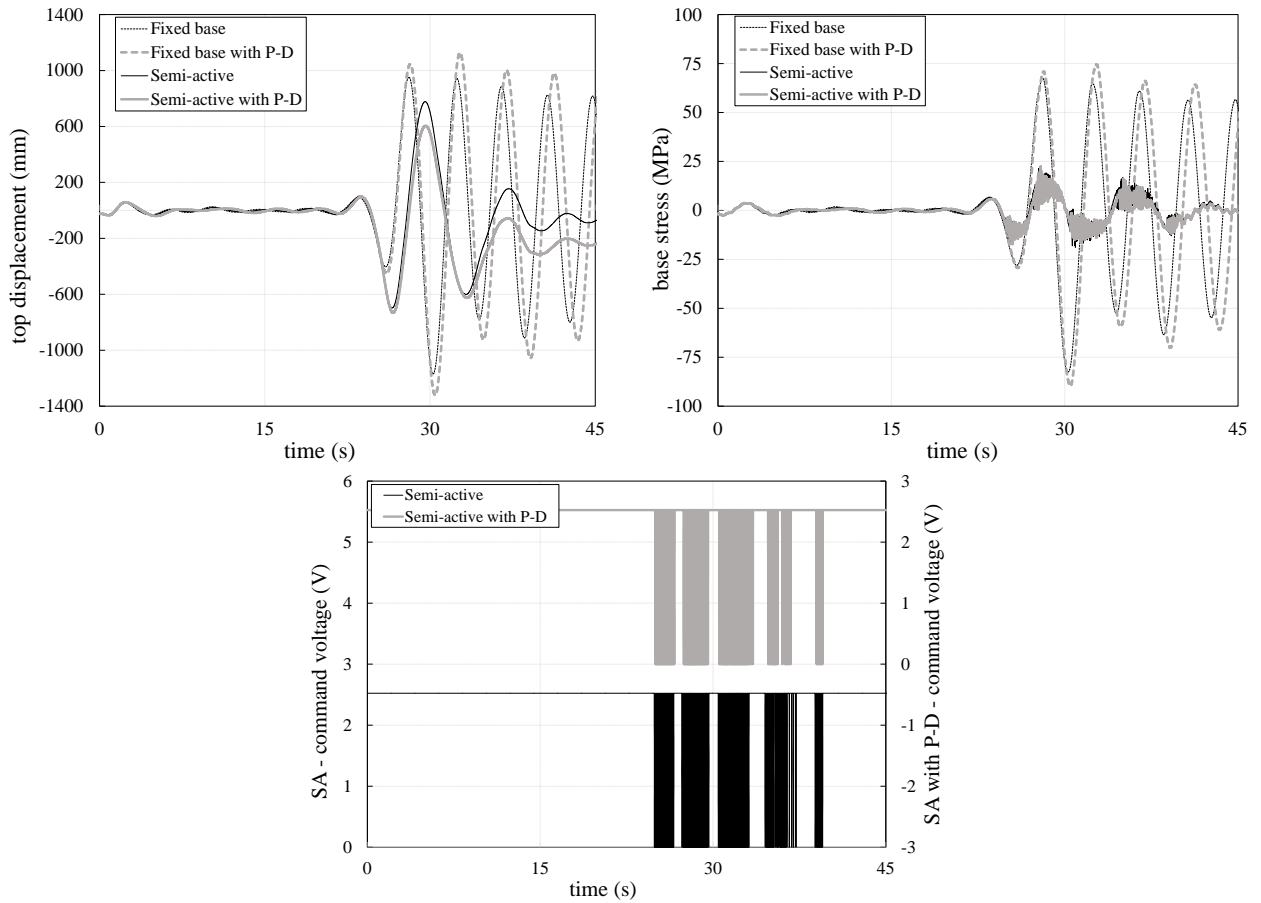 1400
1000
600
200
-200
-600
-1000
-1400
top displacement (mm)
Fixed base
Fixed base with P-D
Semi-active
Semi-active with P-D
0
15
30
45
time (s)
100
75
50
25
0
-25
-50
-75
-100
base stress (MPa)
Fixed base
Fixed base with P-D
Semi-active
Semi-active with P-D
0
15
30
45
time (s)
6
5
4
3
2
1
0
SA - command voltage (V)
Semi-active
Semi-active with P-D
3
2
1
0
-1
-2
-3
SA with P-D - command voltage (V)
0
15
30
45
time (s)